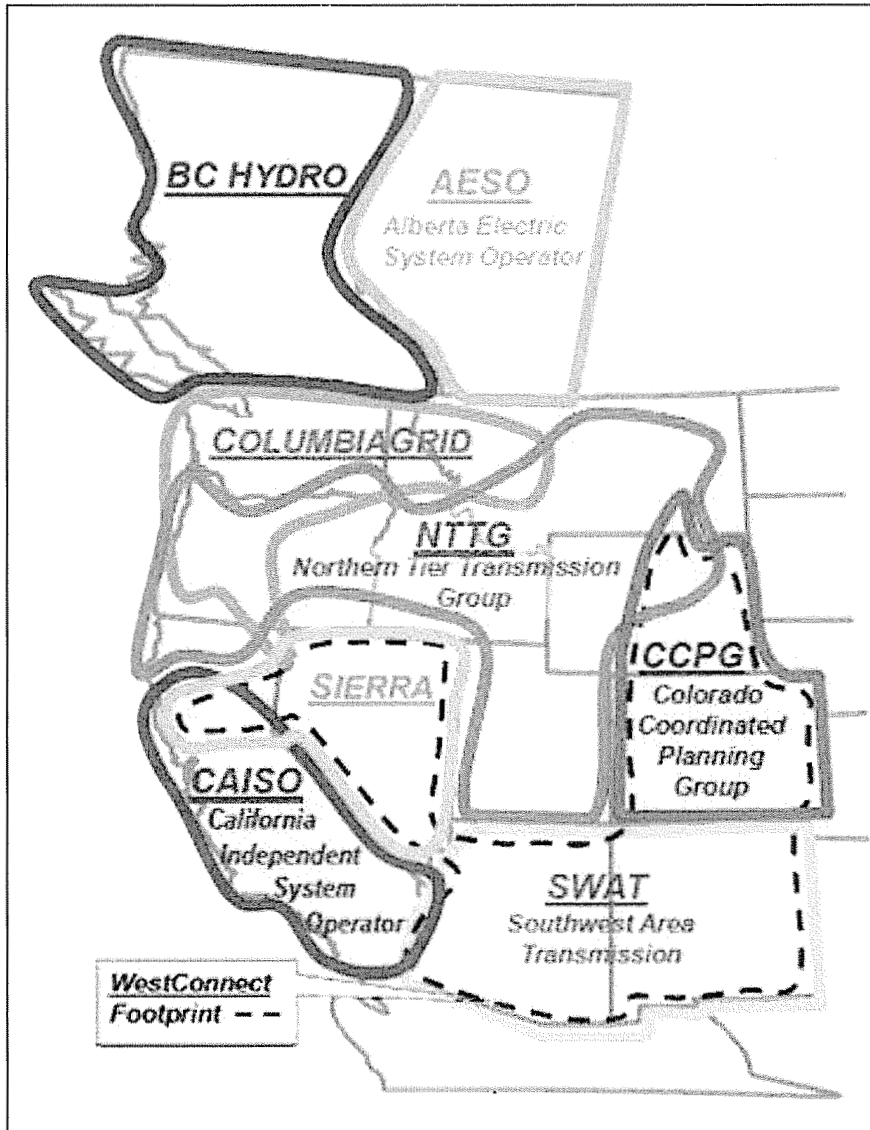 BC HYDRO
AESO
Alberta Electric
System Operator
COLUMBIAGRID
NTTG
Northern Tier Transmission
Group
SIERRA
CCPG
Colorado
Coordinated
Planning
Group
CAISO
California
Independent
System
Operator
SWAT
Southwest Area
Transmission
WestConnect
Footprint